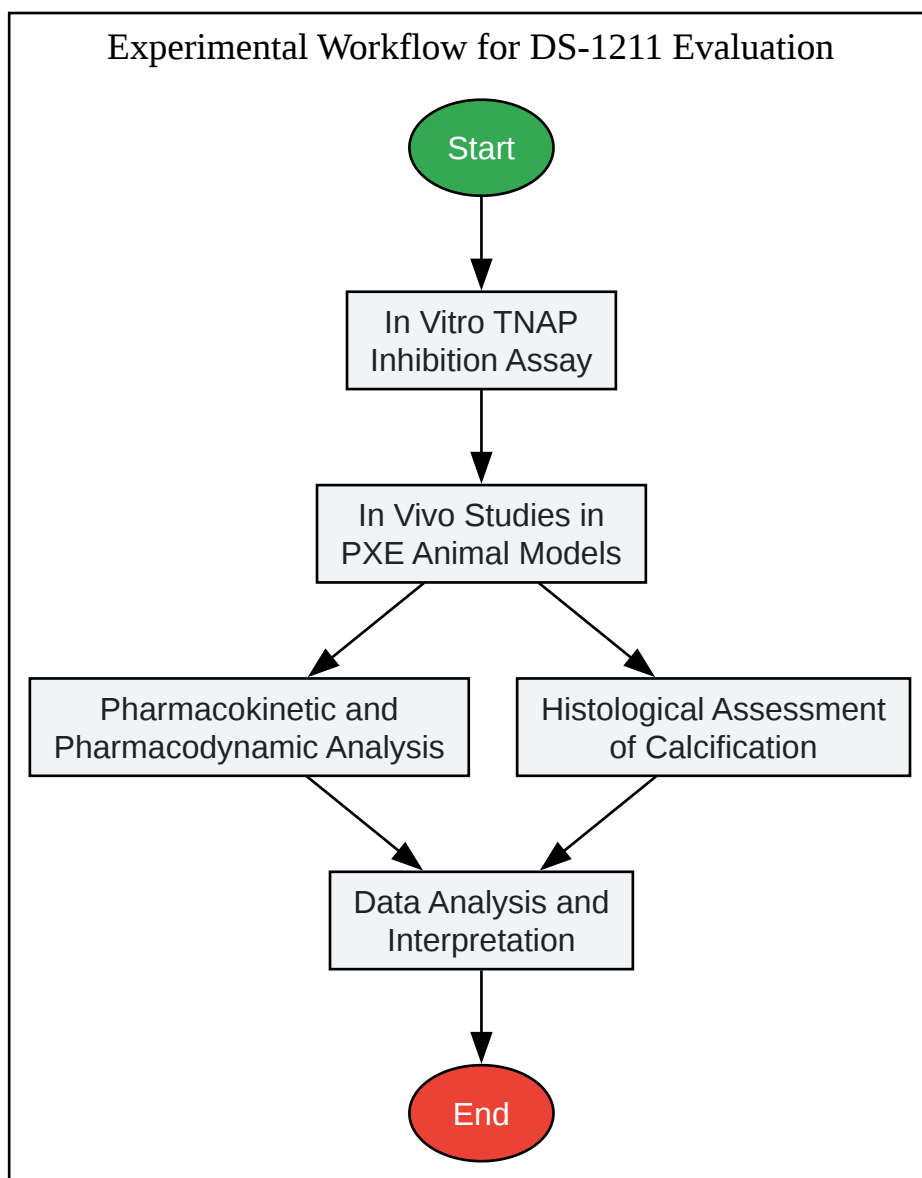 Experimental Workflow for DS-1211 Evaluation
Start
In Vitro TNAP
Inhibition Assay
In Vivo Studies in
PXE Animal Models
Pharmacokinetic and
Pharmacodynamic Analysis
Histological Assessment
of Calcification
Data Analysis and
Interpretation
End